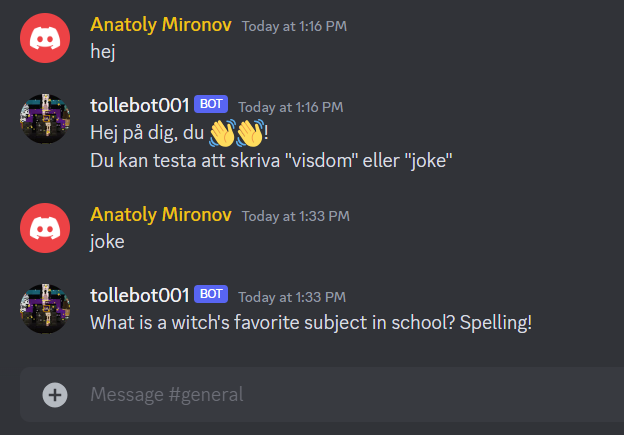 Anatoly Mironov Today at 1:16 PM
hej
tollebot001 BOT Today at 1:16 PM
Hej på dig, du 👋👋!
Du kan testa att skriva "visdom" eller "joke"
Anatoly Mironov Today at 1:33 PM
joke
tollebot001 BOT Today at 1:33 PM
What is a witch's favorite subject in school? Spelling!
Message #general